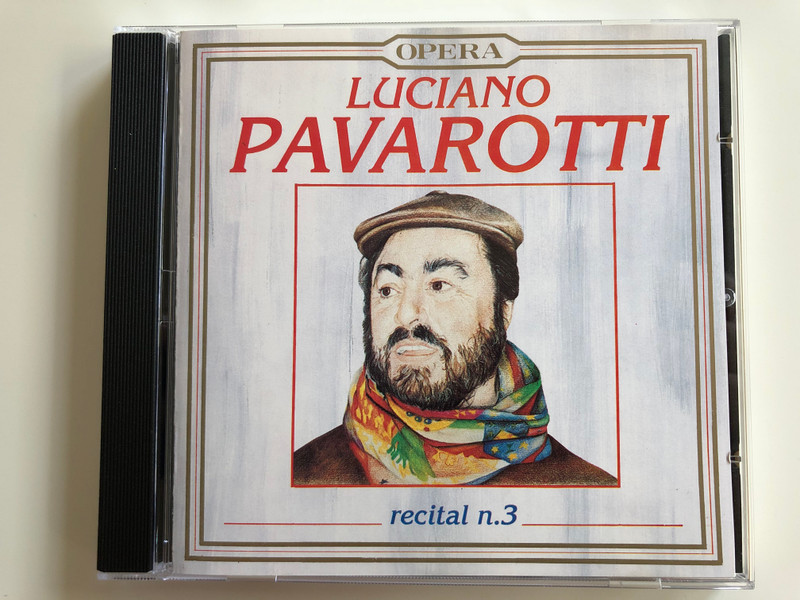 OPERA
LUCIANO
PAVAROTTI
recital n.3